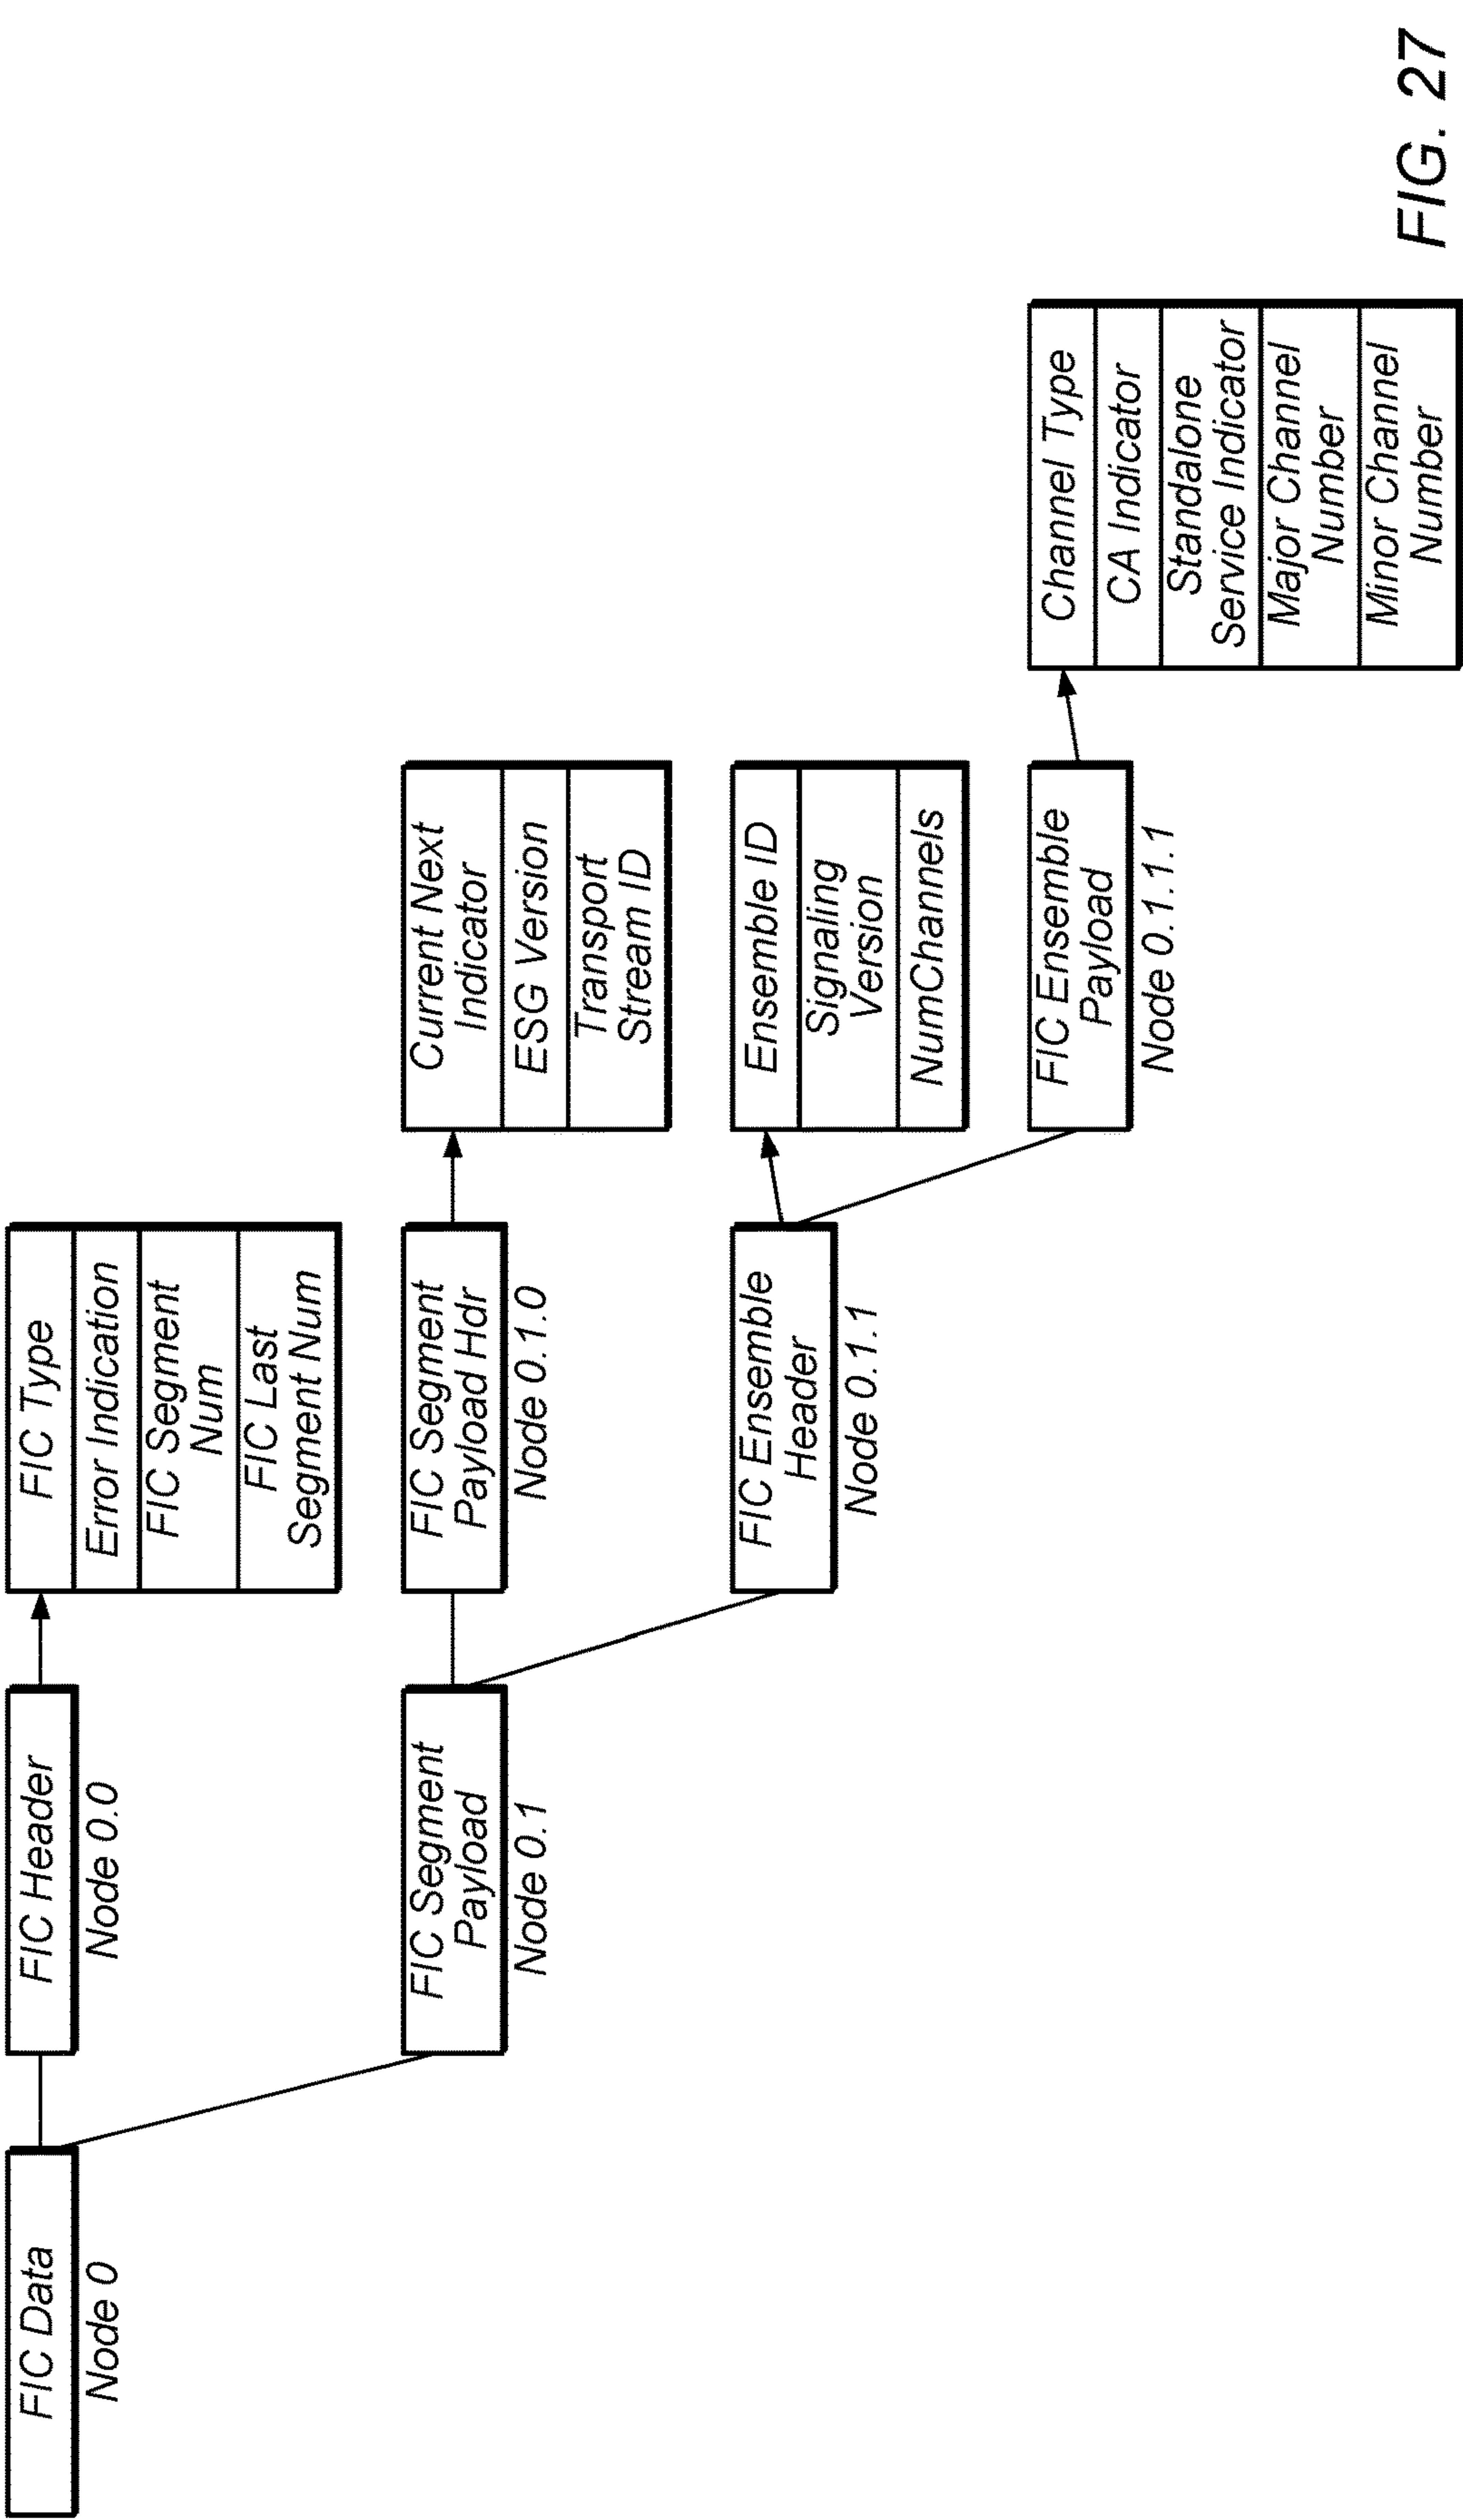 FIC Data
Node 0
FIC Header
Node 0.0
FIC Type
Error Indication
FIC Segment
Num
FIC Last
Segment Num
FIC Segment
Payload
Node 0.1
FIC Segment
Payload Hdr
Node 0.1.0
Current Next
Indicator
ESG Version
Transport
Stream ID
FIC Ensemble
Header
Node 0.1.1
Ensemble ID
Signaling
Version
NumChannels
FIC Ensemble
Payload
Node 0.1.1.1
Channel Type
CA Indicator
Standalone
Service Indicator
Major Channel
Number
Minor Channel
Number
FIG. 27